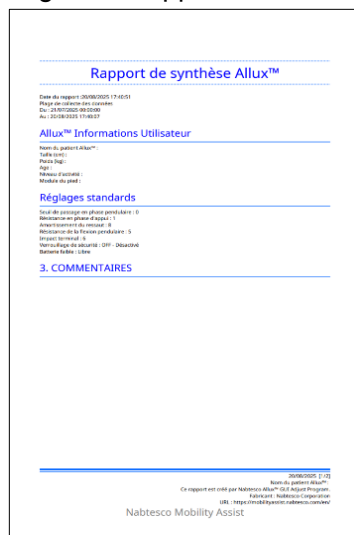 Rapport de synthèse Allux™
Date du rapport :20/08/2025 17:40:51
Plage de collecte des données
Du : 21/07/2025 00:00:00
Au : 20/08/2025 17:40:07
Allux™ Informations Utilisateur
Nom du patient Allux™ :
Taille (cm) :
Poids (kg) :
Age :
Niveau d'activité :
Module du pied :
Réglages standards
Seuil de passage en phase pendulaire : 0
Résistance en phase d'appui : 1
Amortissement du ressaut : 8
Résistance de la flexion pendulaire : 5
Impact terminal : 6
Verrouillage de sécurité : OFF - Désactivé
Batterie faible : Libre
3. COMMENTAIRES
20/08/2025 [1/2]
Nom du patient Allux™:
Ce rapport est créé par Nabtesco Allux™ GUI Adjust Program.
Fabricant : Nabtesco Corporation
URL : https://mobilityassist.nabtesco.com/en/
Nabtesco Mobility Assist